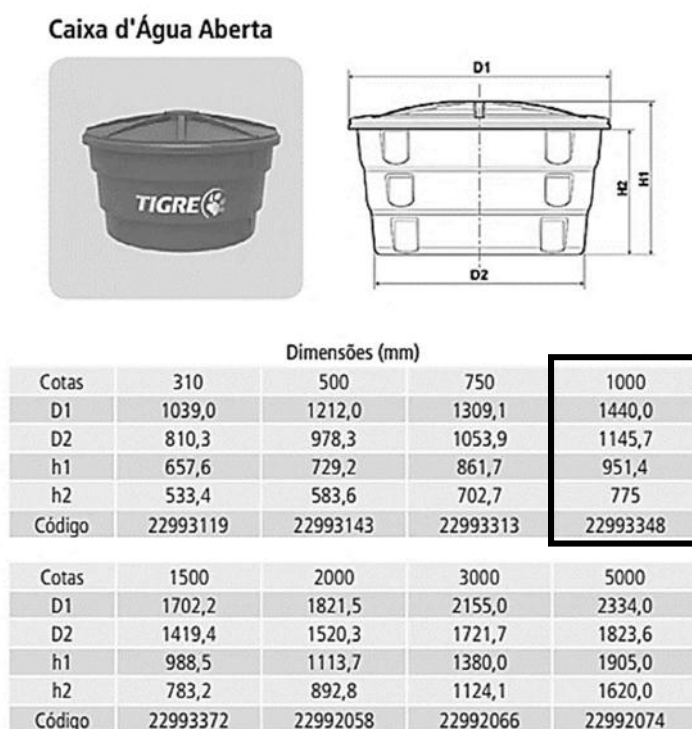 Caixa d'Água Aberta
TIGRE
D1
H2
H1
D2
Dimensões (mm)
Cotas 310 500 750 1000
D1 1039,0 1212,0 1309,1 1440,0
D2 810,3 978,3 1053,9 1145,7
h1 657,6 729,2 861,7 951,4
h2 533,4 583,6 702,7 775
Código 22993119 22993143 22993313 22993348
Cotas 1500 2000 3000 5000
D1 1702,2 1821,5 2155,0 2334,0
D2 1419,4 1520,3 1721,7 1823,6
h1 988,5 1113,7 1380,0 1905,0
h2 783,2 892,8 1124,1 1620,0
Código 22993372 22992058 22992066 22992074